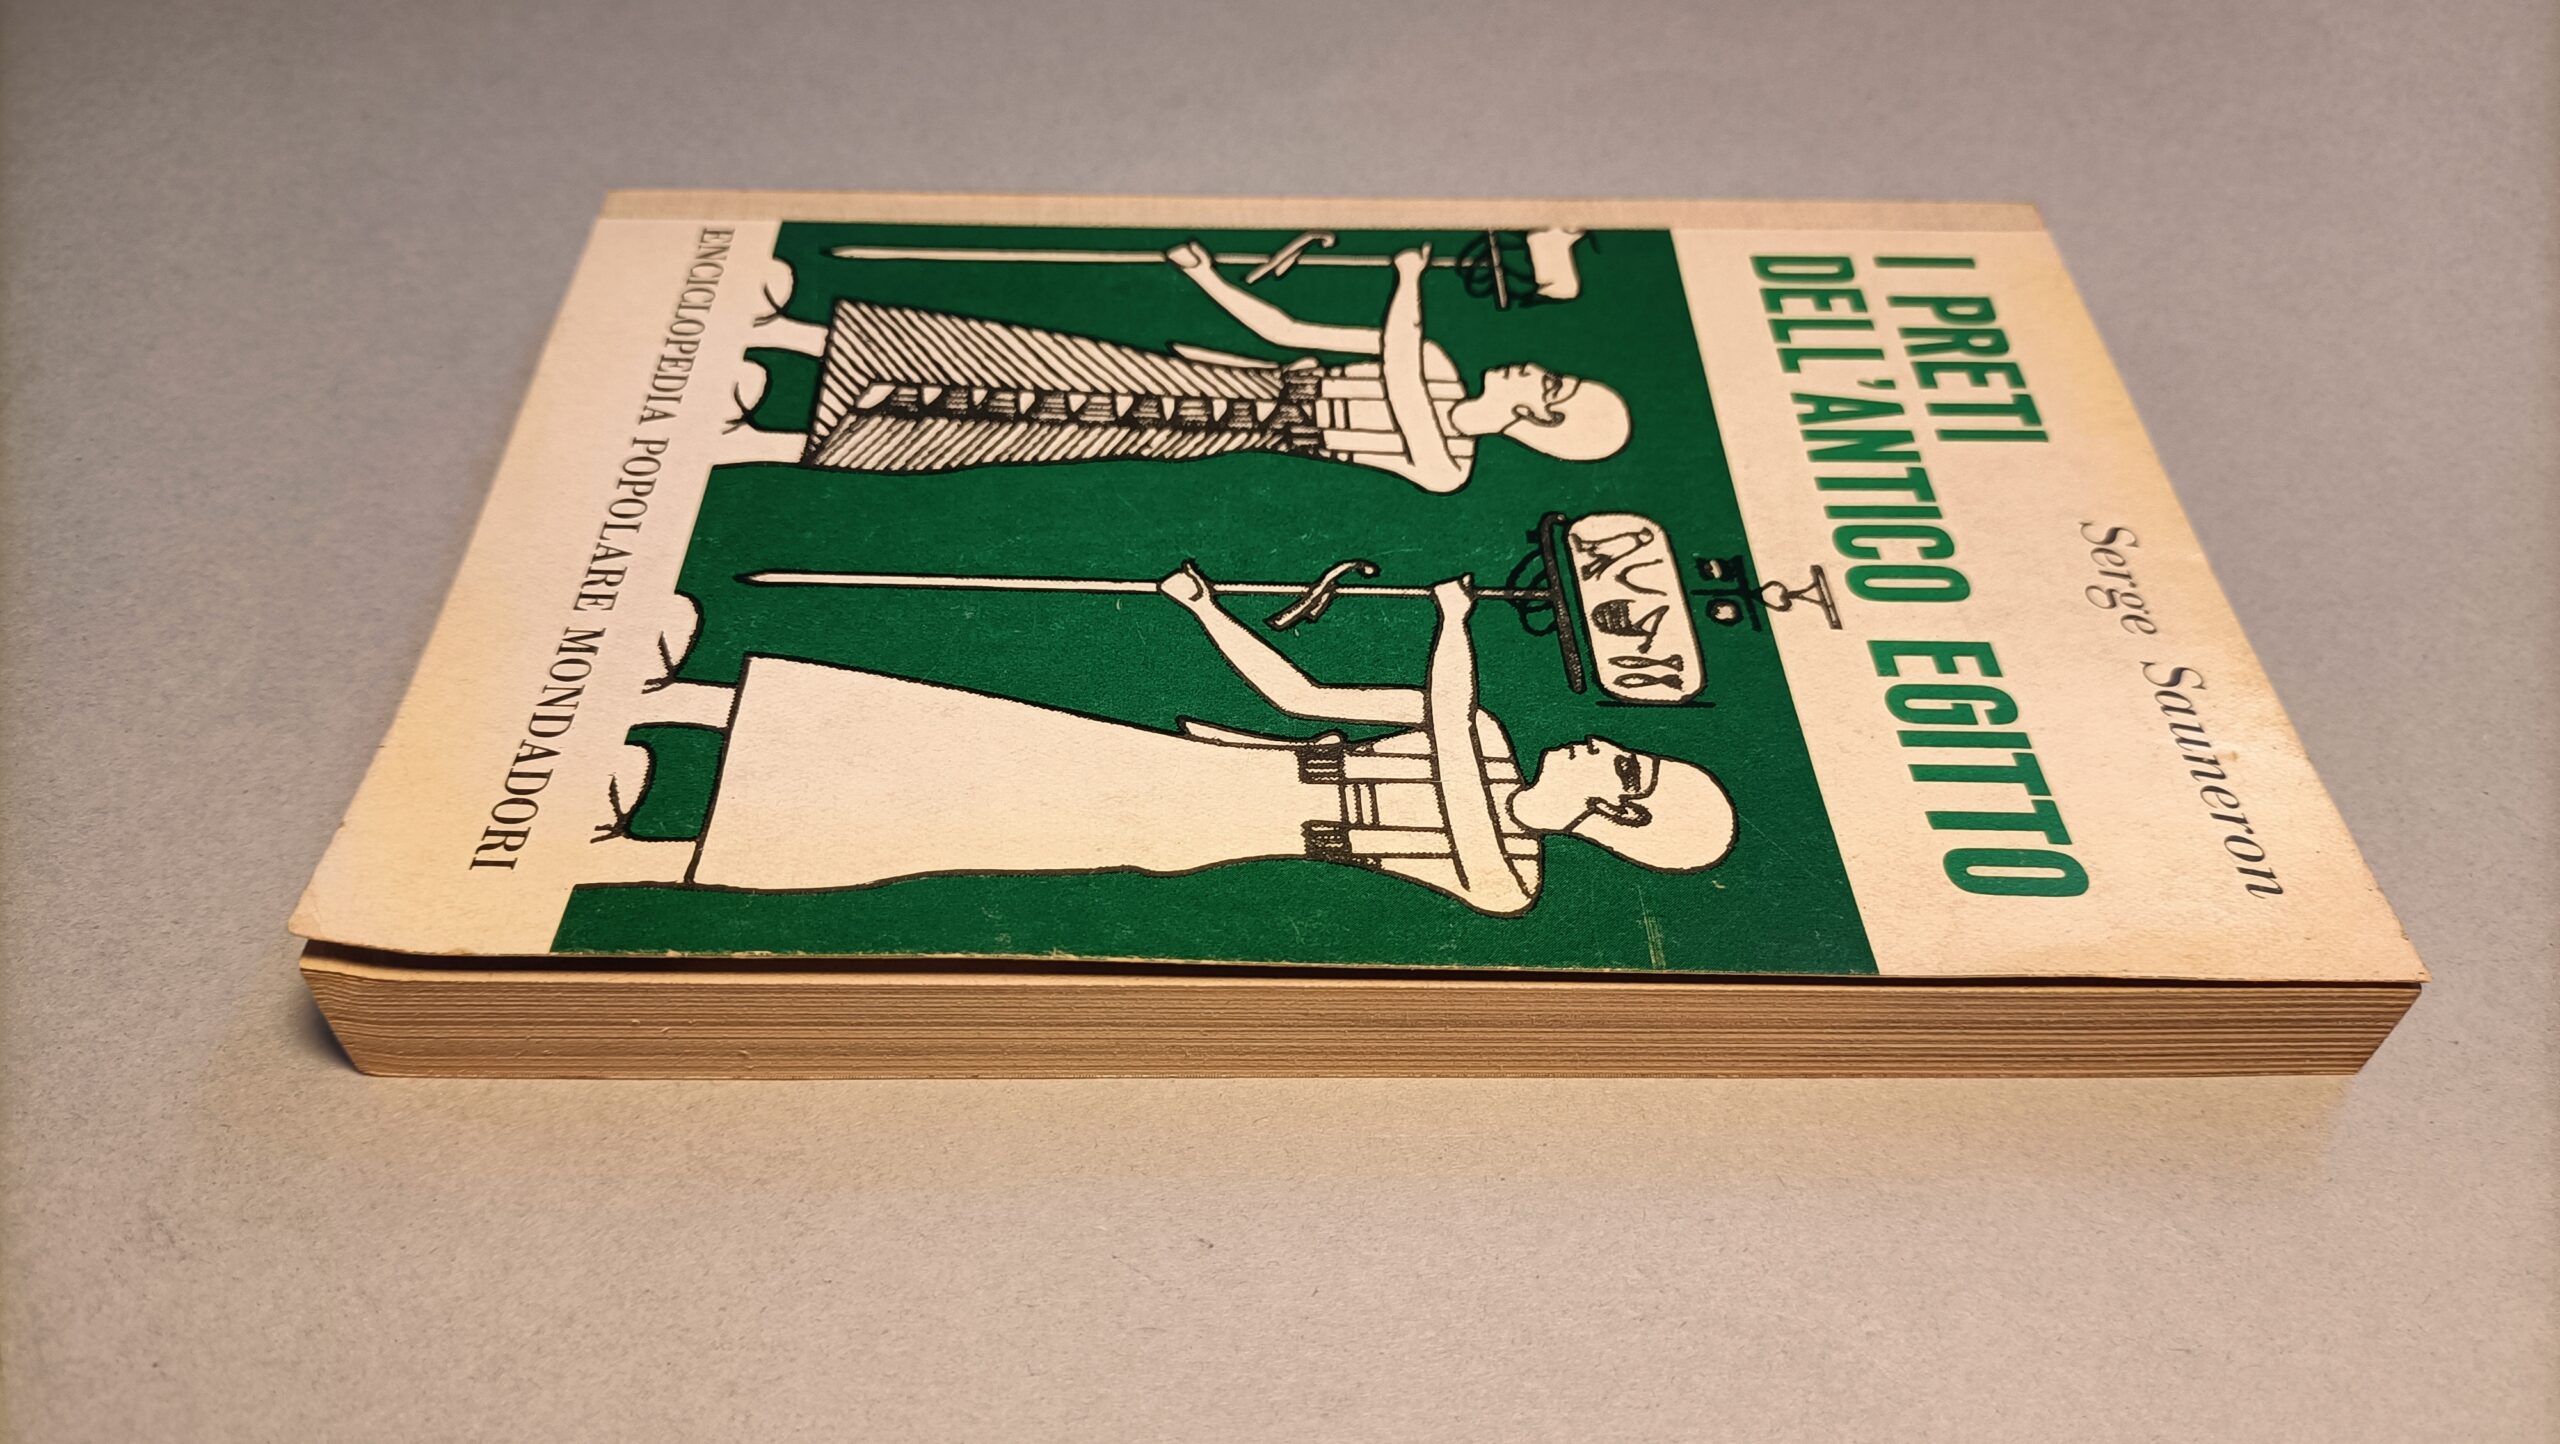 Serge Sauneron
I PRETI
DELL'ANTICO EGITTO
ENCICLOPEDIA POPOLARE MONDADORI